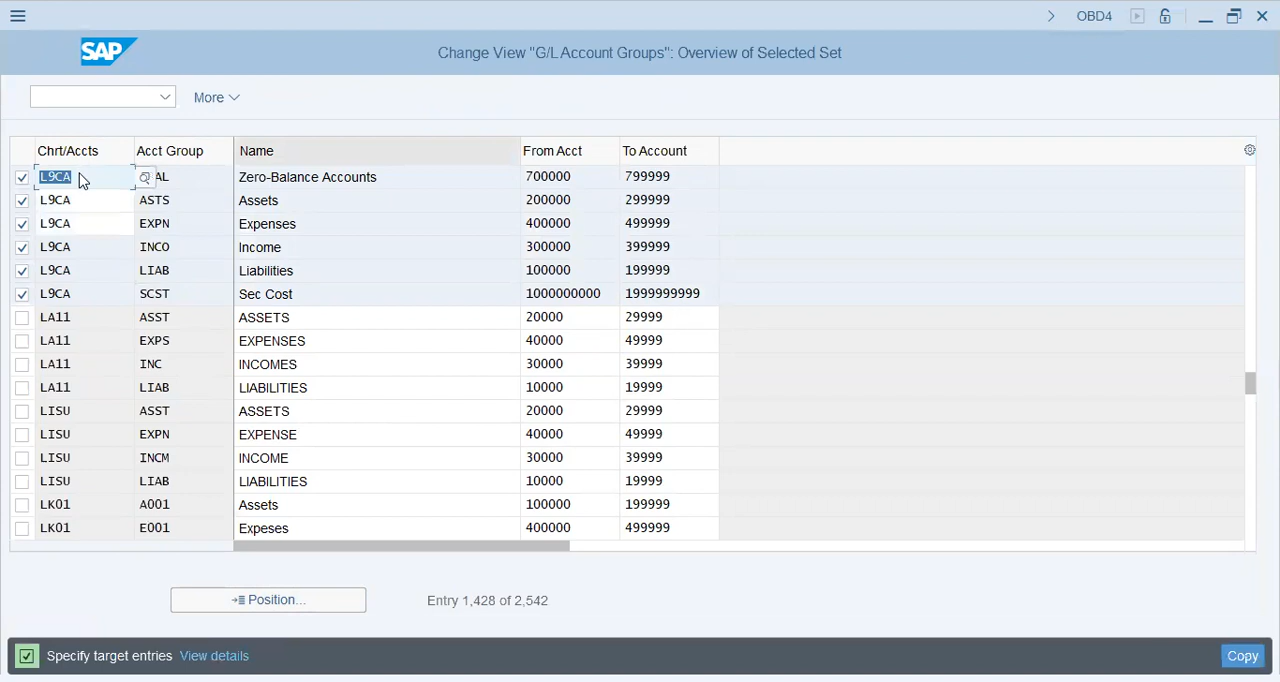 OBD4
SAP
Change View "G/L Account Groups": Overview of Selected Set
More
Chrt/Accts Acct Group Name From Acct To Account
L9CA AL Zero-Balance Accounts 700000 799999
L9CA ASTS Assets 200000 299999
L9CA EXPN Expenses 400000 499999
L9CA INCO Income 300000 399999
L9CA LIAB Liabilities 100000 199999
L9CA SCST Sec Cost 1000000000 1999999999
LA11 ASST ASSETS 20000 29999
LA11 EXPS EXPENSES 40000 49999
LA11 INC INCOMES 30000 39999
LA11 LIAB LIABILITIES 10000 19999
LISU ASST ASSETS 20000 29999
LISU EXPN EXPENSE 40000 49999
LISU INCM INCOME 30000 39999
LISU LIAB LIABILITIES 10000 19999
LK01 A001 Assets 100000 199999
LK01 E001 Expeses 400000 499999
Position... Entry 1,428 of 2,542
Specify target entries View details Copy